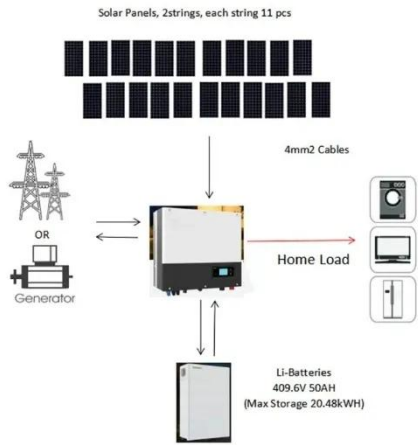 Solar Panels, 2strings, each string 11 pcs
4mm2 Cables
OR
Generator
Home Load
Li-Batteries
409.6V 50AH
(Max Storage 20.48kWH)